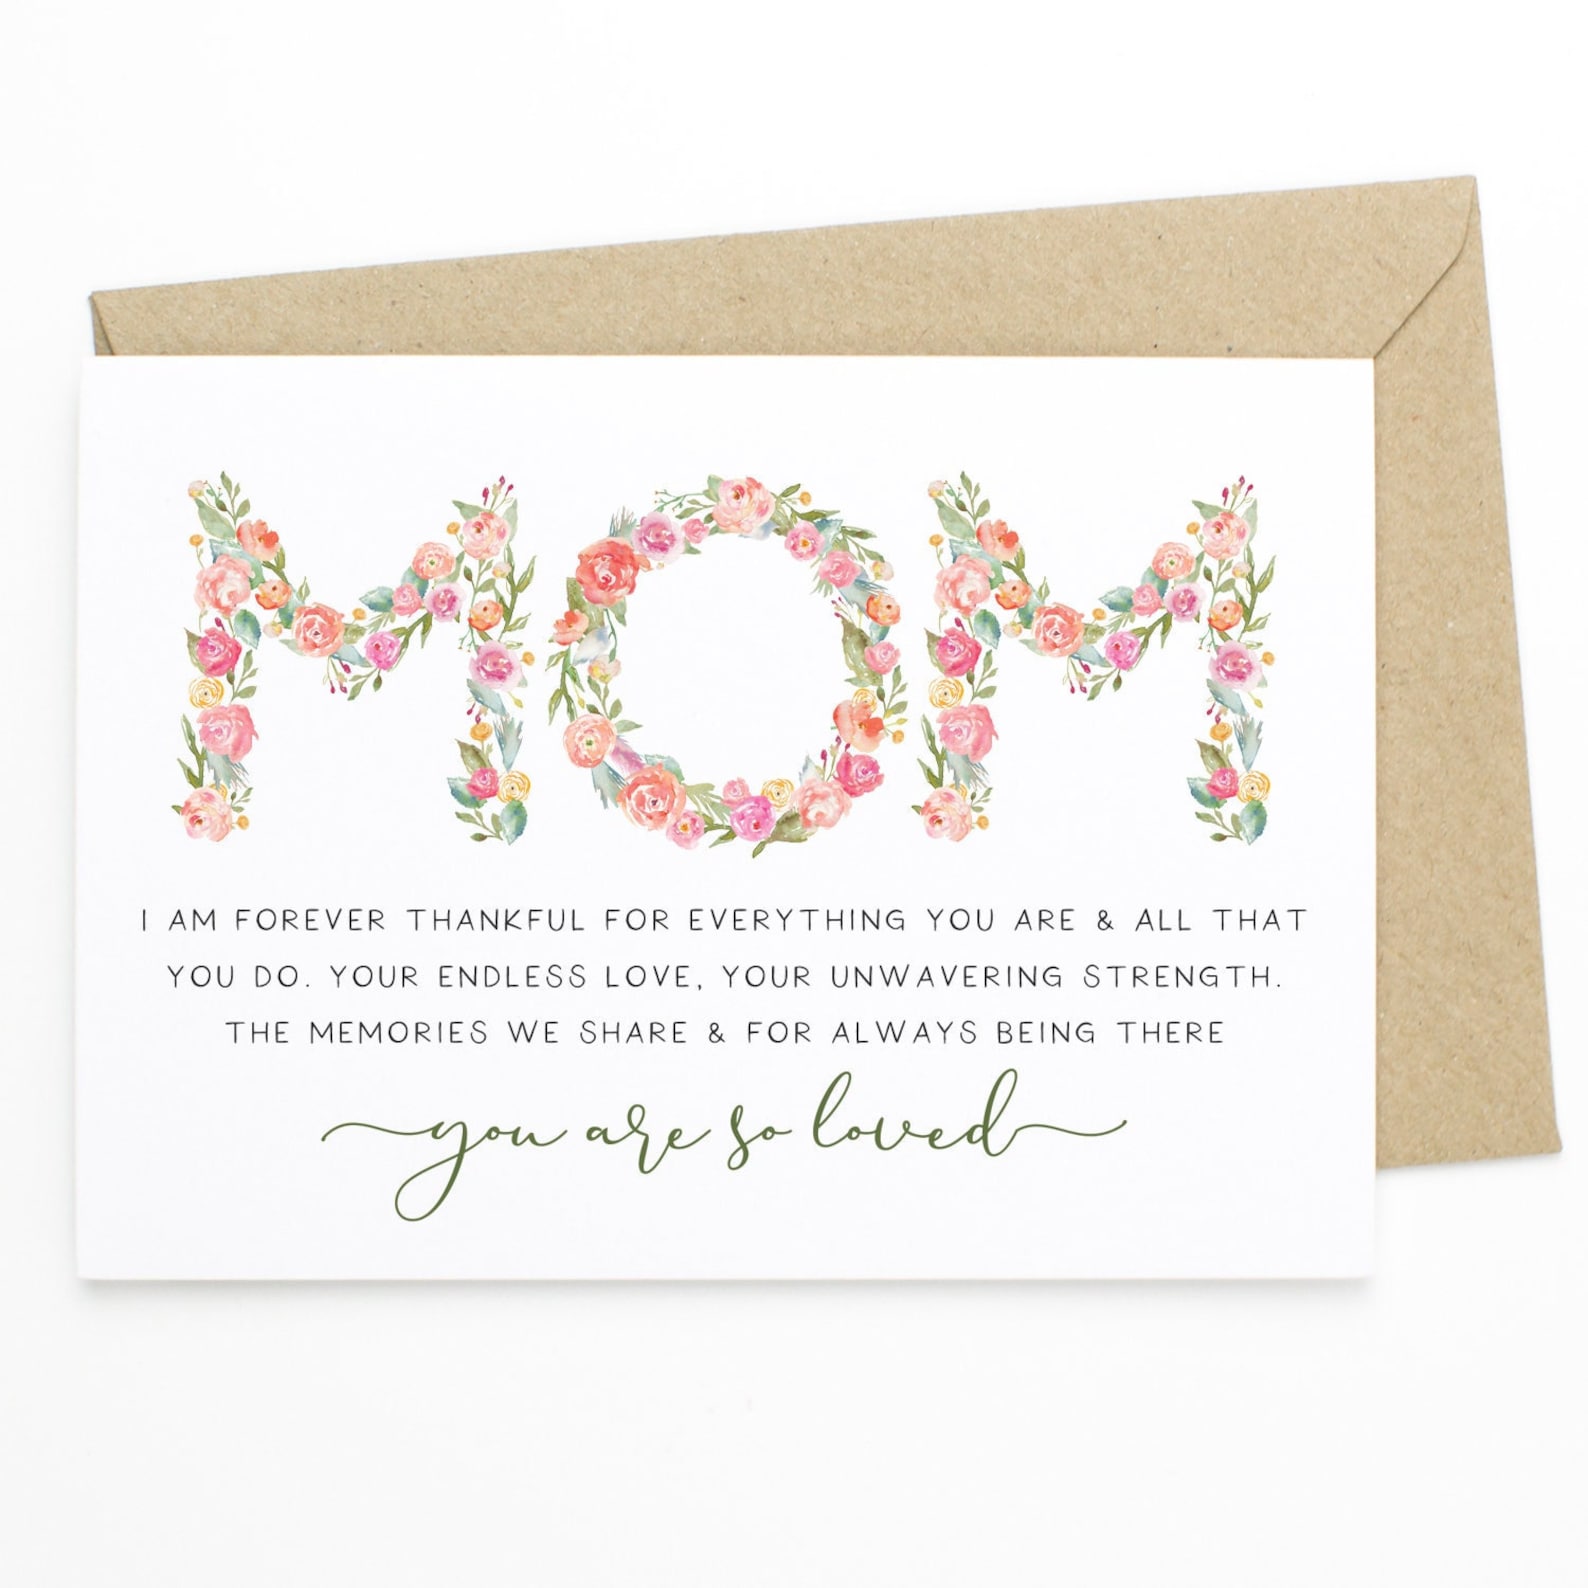 MOM
I AM FOREVER THANKFUL FOR EVERYTHING YOU ARE & ALL THAT
YOU DO. YOUR ENDLESS LOVE, YOUR UNWAVERING STRENGTH.
THE MEMORIES WE SHARE & FOR ALWAYS BEING THERE
you are so loved